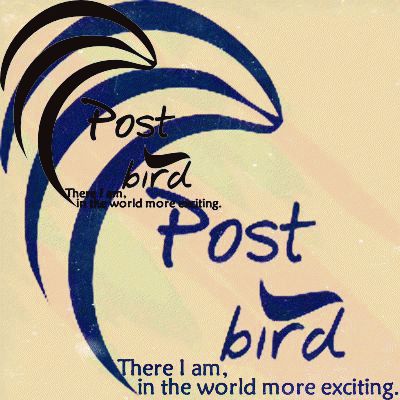 Post
bird
There I am,
in the world more exciting.
Post
bird
There I am,
in the world more exciting.